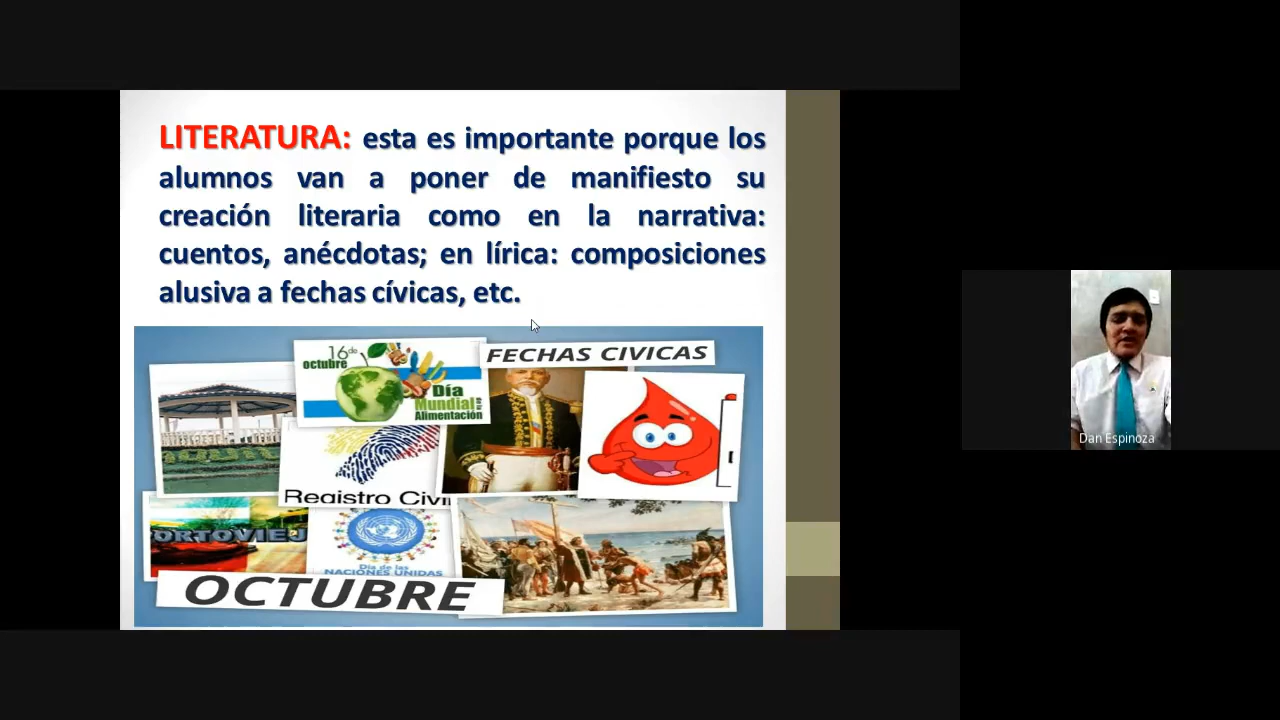 LITERATURA: esta es importante porque los
alumnos van a poner de manifiesto su
creación literaria como en la narrativa:
cuentos, anécdotas; en lírica: composiciones
alusiva a fechas cívicas, etc.
FECHAS CIVICAS
16 de
octubre
Día
Mundial
de la
Alimentación
Registro Civi
ORTOVIEJ
Día de las
NACIONES UNIDAS
OCTUBRE
Dan Espinoza